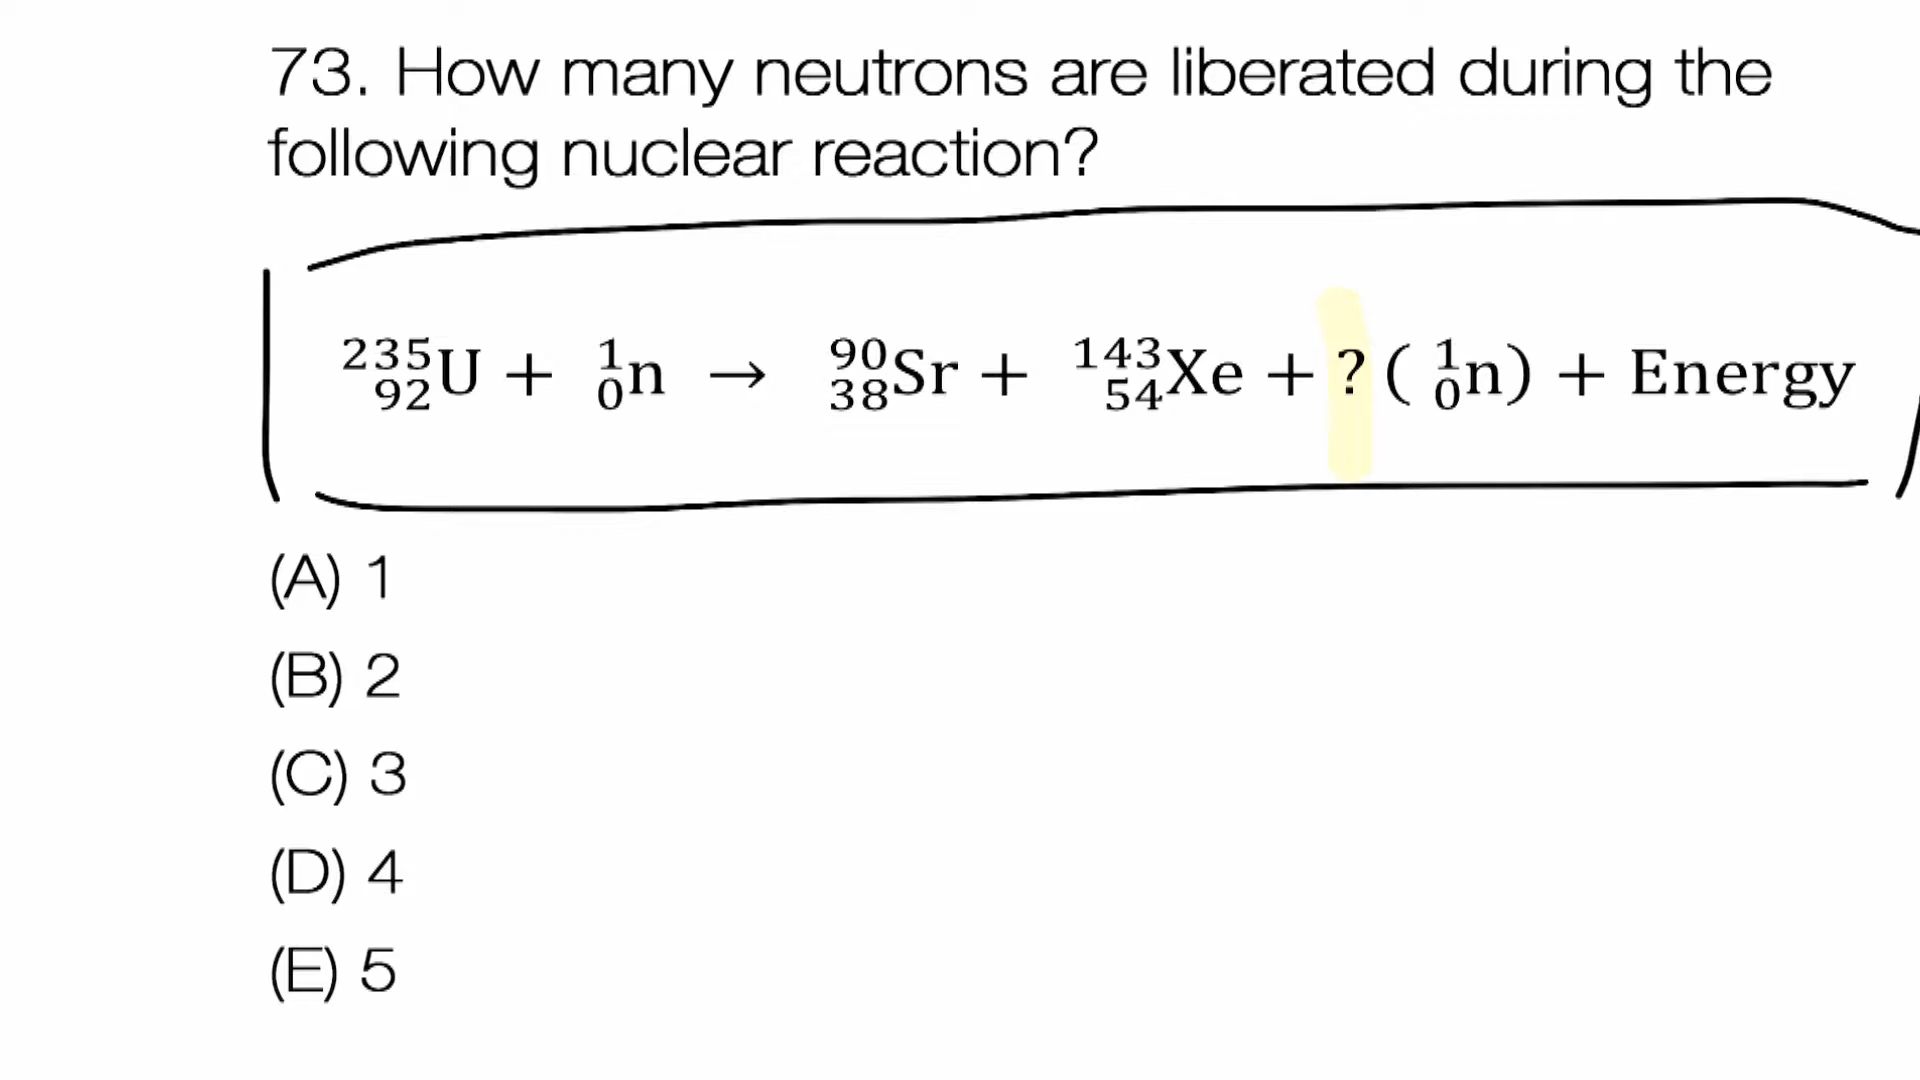 73. How many neutrons are liberated during the
following nuclear reaction?
²³⁵₉₂U + ¹₀n → ⁹⁰₃₈Sr + ¹⁴³₅₄Xe + ? ( ¹₀n) + Energy
(A) 1
(B) 2
(C) 3
(D) 4
(E) 5